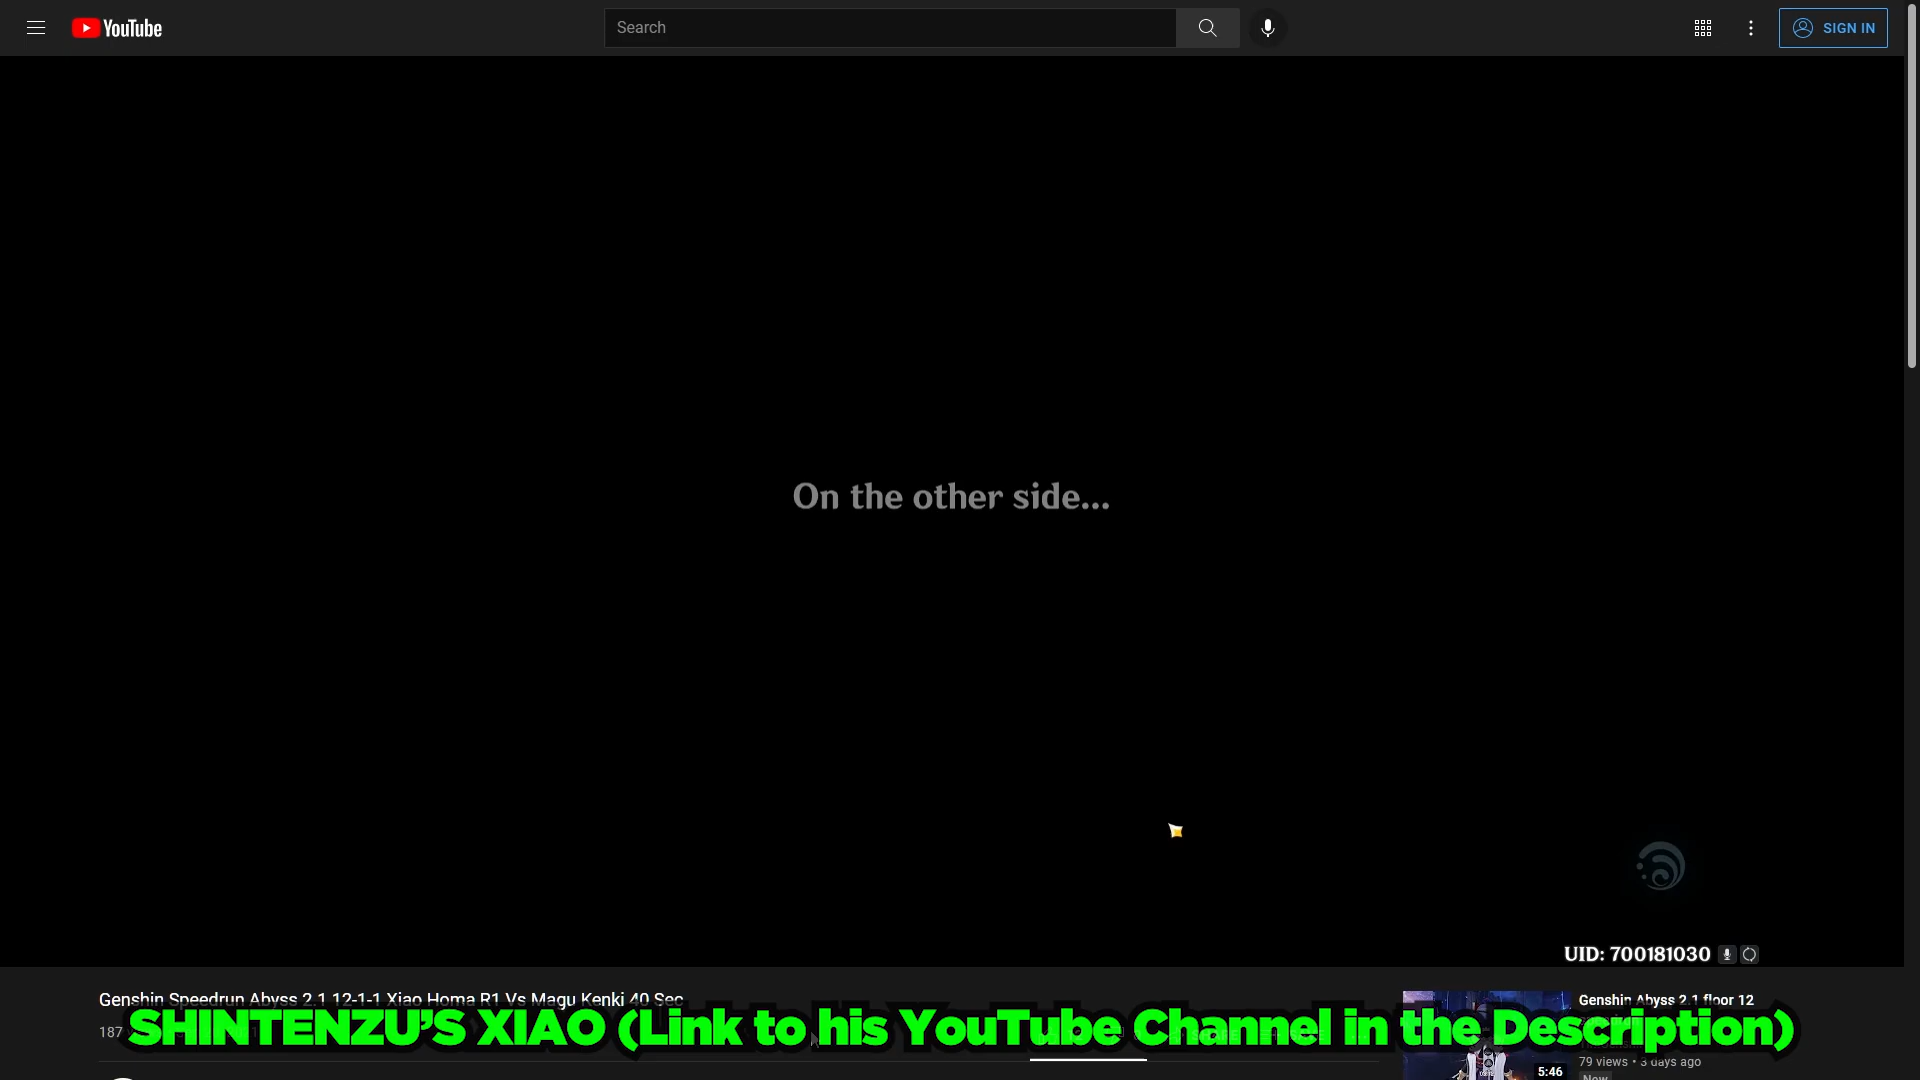 YouTube
Search
SIGN IN
On the other side...
UID: 700181030
Genshin Speedrun Abyss 2.1 12-1-1 Xiao Homa R1 Vs Magu Kenki 40 Sec
187
SHINTENZU'S XIAO (Link to his YouTube Channel in the Description)
Genshin Abyss 2.1 floor 12
79 views • 3 days ago
5:46
New